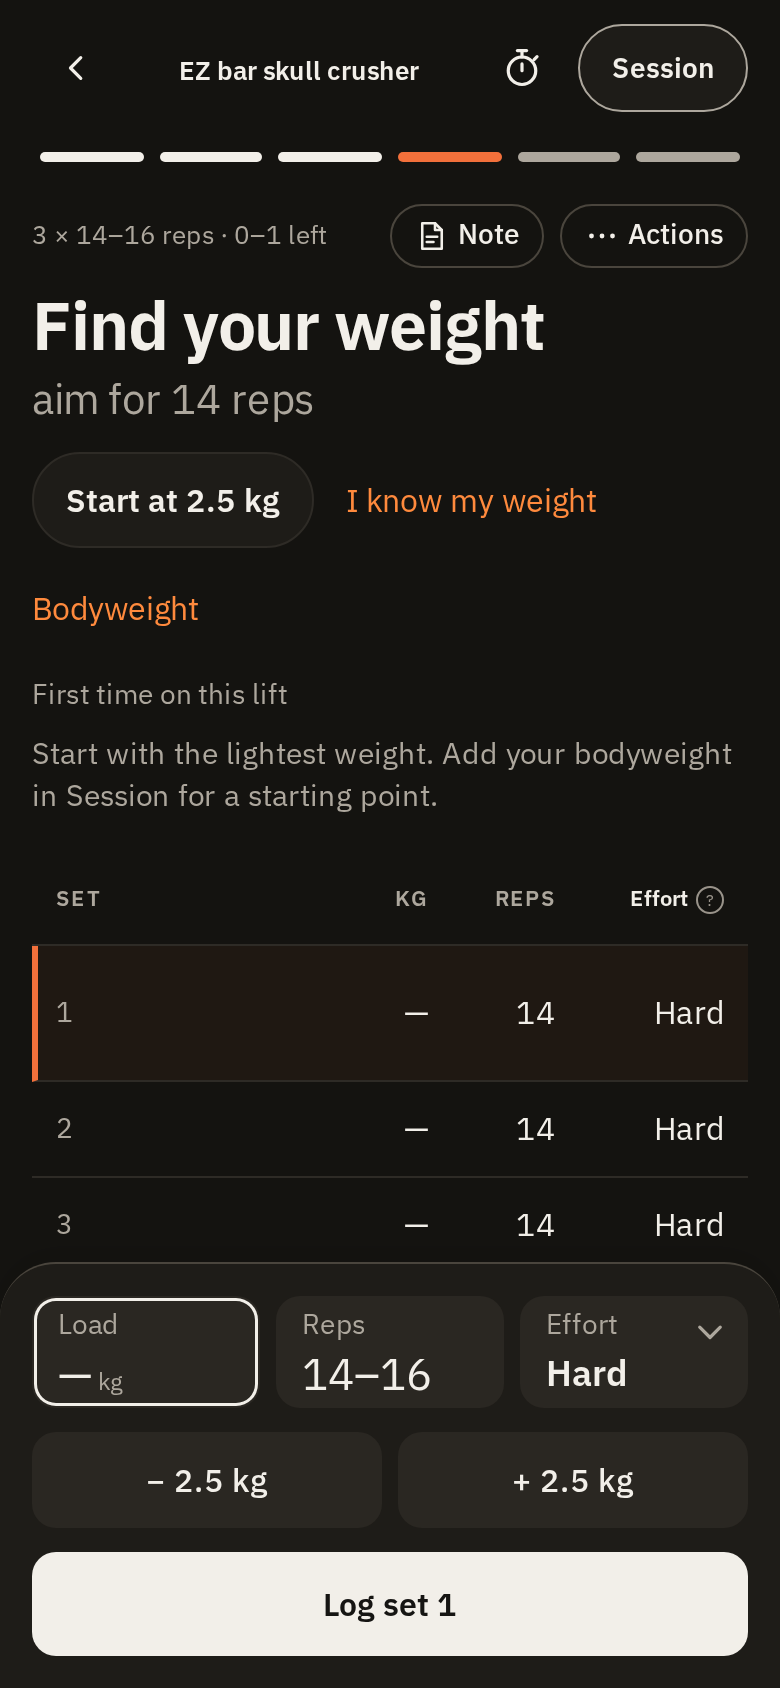 EZ bar skull crusher
Session
3 × 14–16 reps · 0–1 left
Note
··· Actions
Find your weight
aim for 14 reps
Start at 2.5 kg
I know my weight
Bodyweight
First time on this lift
Start with the lightest weight. Add your bodyweight
in Session for a starting point.
SET KG REPS Effort ?
1 — 14 Hard
2 — 14 Hard
3 — 14 Hard
Load Reps Effort
— kg 14–16 Hard
− 2.5 kg + 2.5 kg
Log set 1